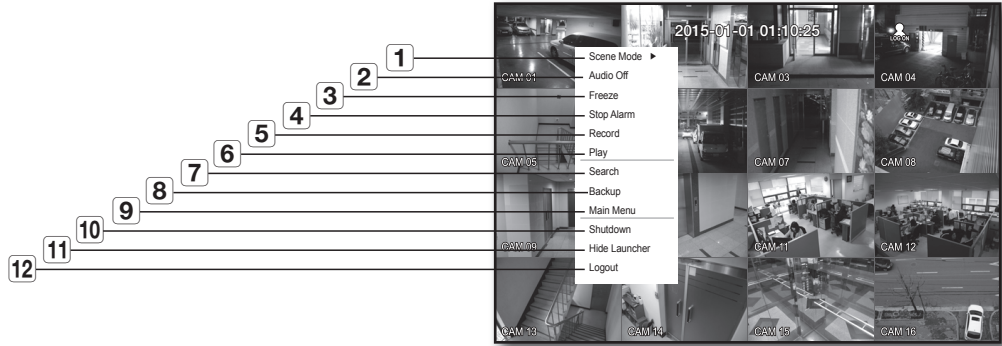 2015-01-01 01:10:25
LOG ON
CAM 01
CAM 03
CAM 04
1 Scene Mode ▶
2 Audio Off
3 Freeze
4 Stop Alarm
5 Record
6 Play
7 Search
8 Backup
9 Main Menu
10 Shutdown
11 Hide Launcher
12 Logout
CAM 05
CAM 07
CAM 08
CAM 09
CAM 11
CAM 12
CAM 13
CAM 14
CAM 15
CAM 16